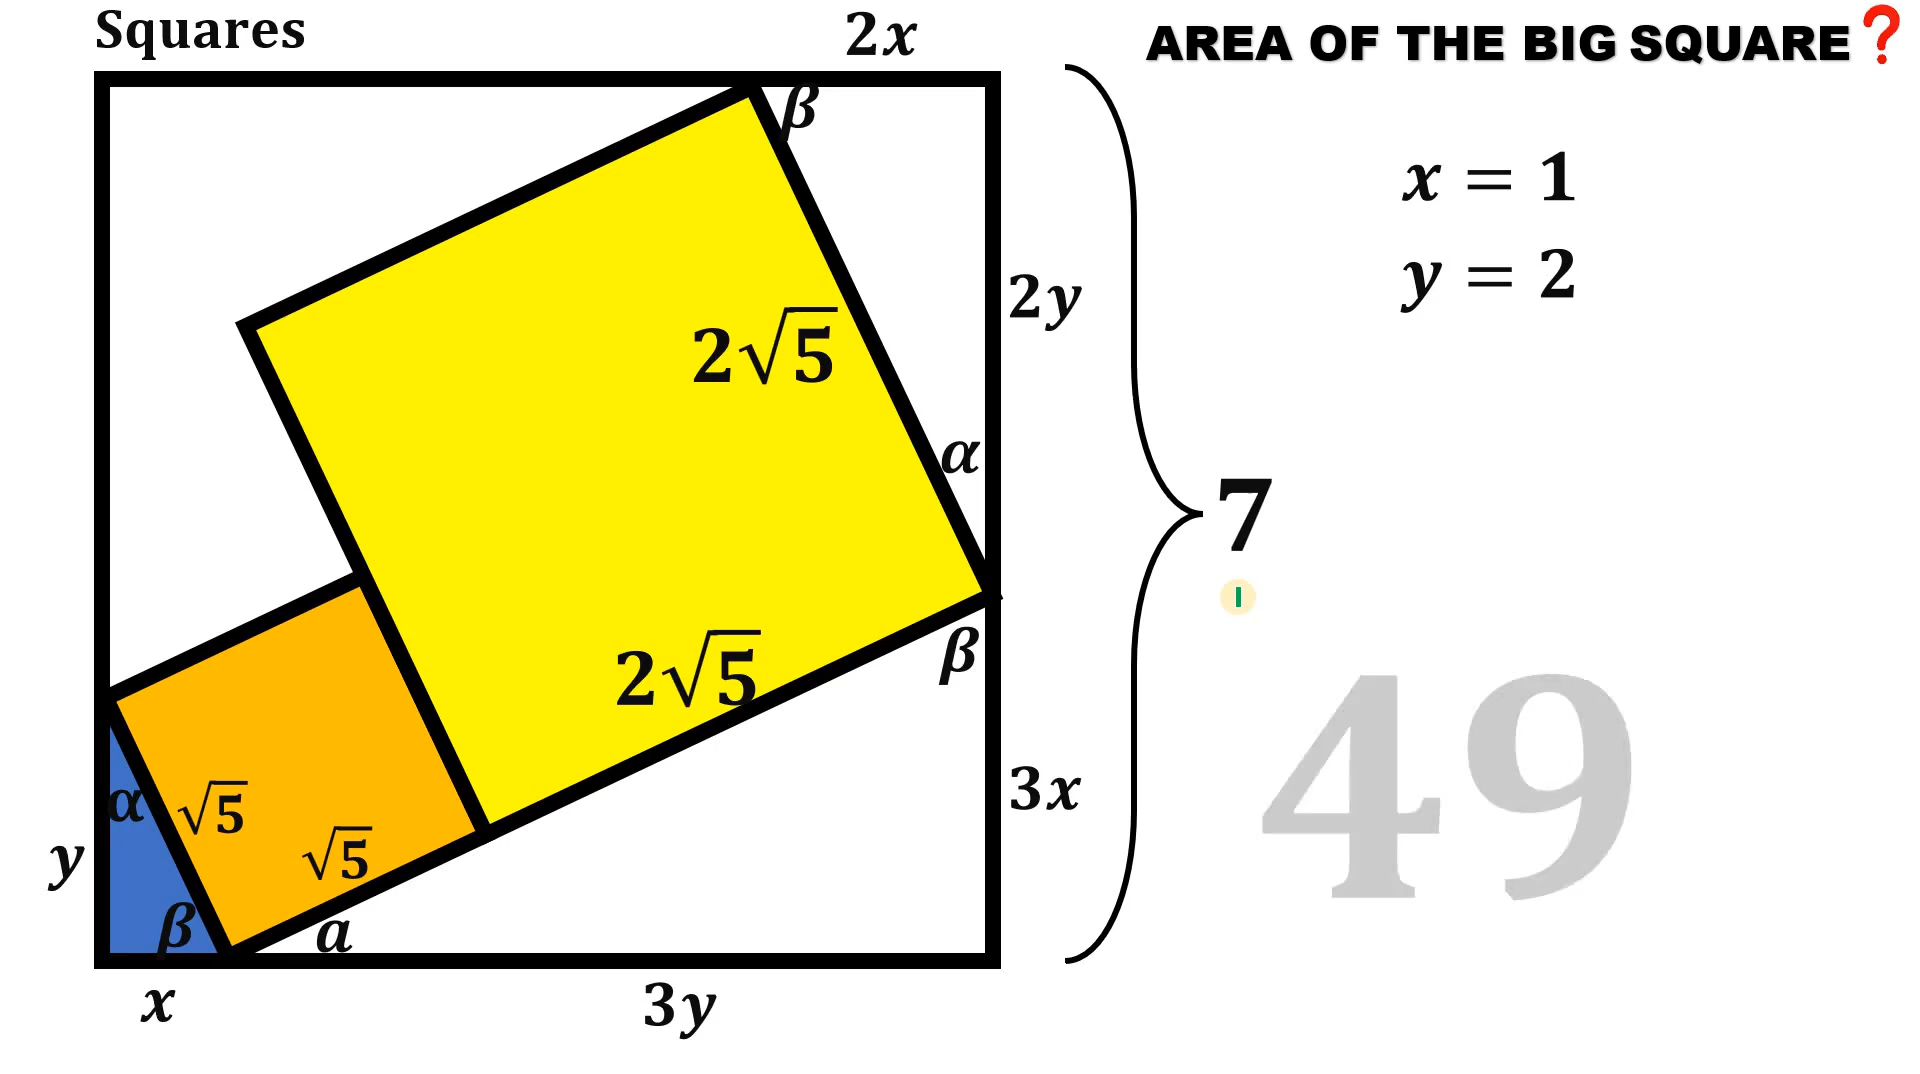 Squares
2x
AREA OF THE BIG SQUARE?
β
x = 1
y = 2
2y
2√5
α
7
2√5
β
3x
49
α
√5
√5
y
β
a
x
3y